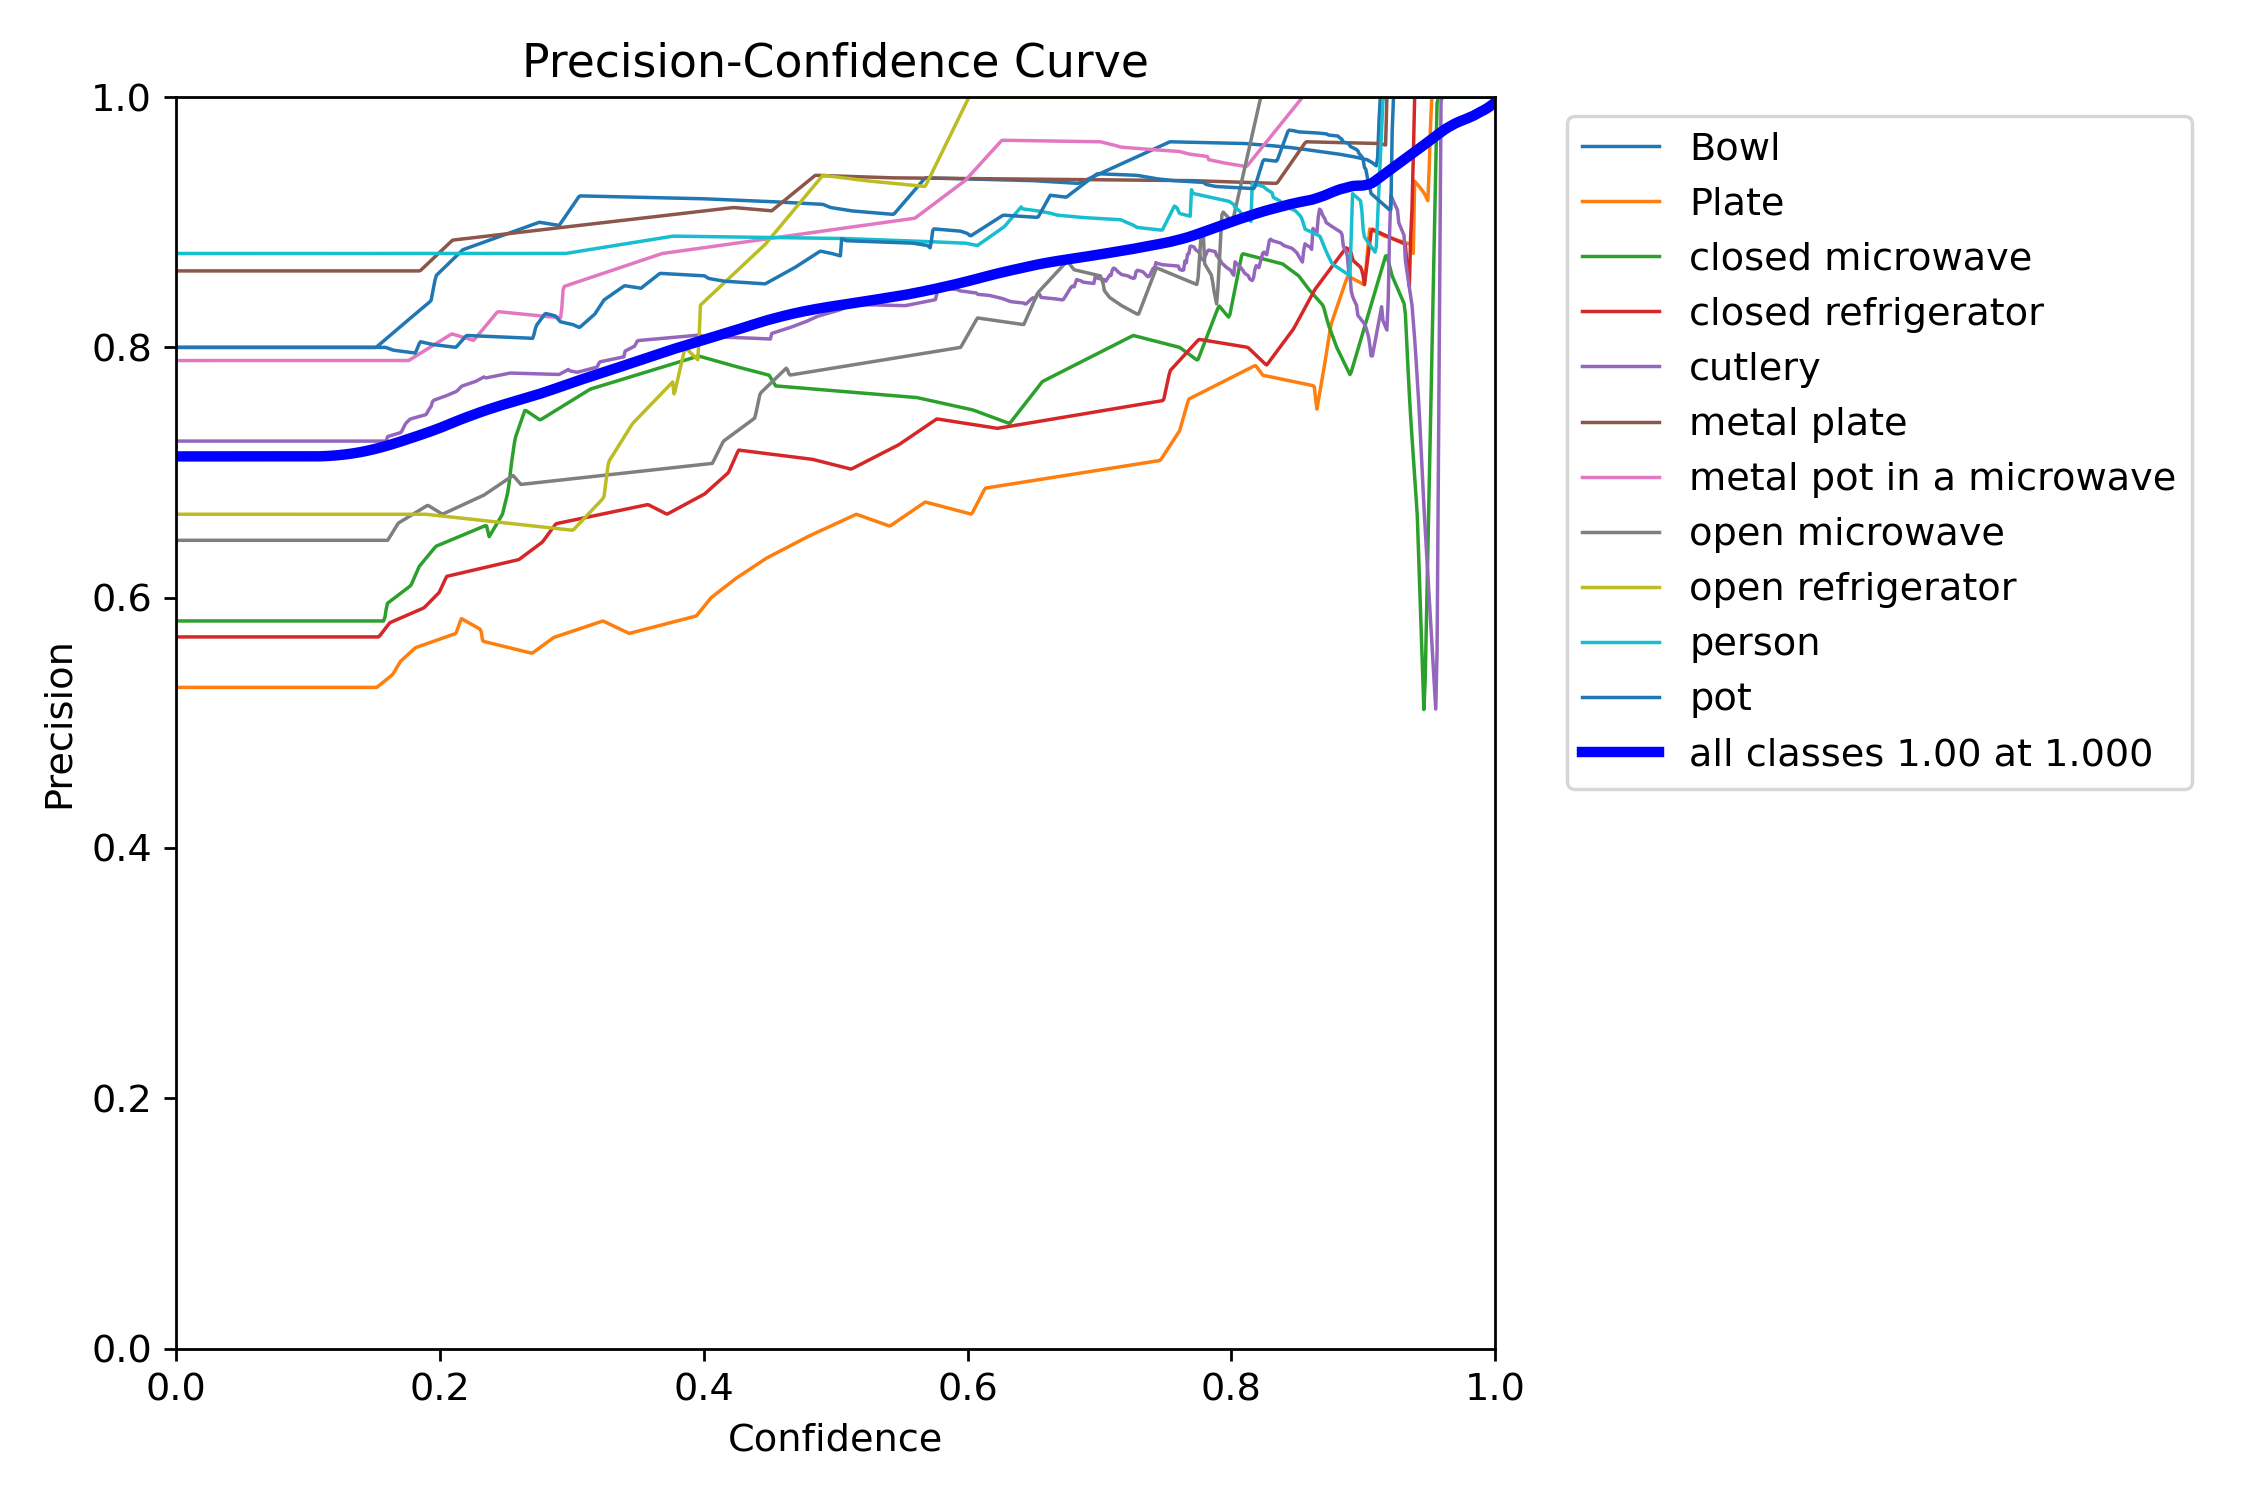 Precision-Confidence Curve
1.0
0.8
0.6
0.4
0.2
0.0
Precision
0.0 0.2 0.4 0.6 0.8 1.0
Confidence
Bowl
Plate
closed microwave
closed refrigerator
cutlery
metal plate
metal pot in a microwave
open microwave
open refrigerator
person
pot
all classes 1.00 at 1.000